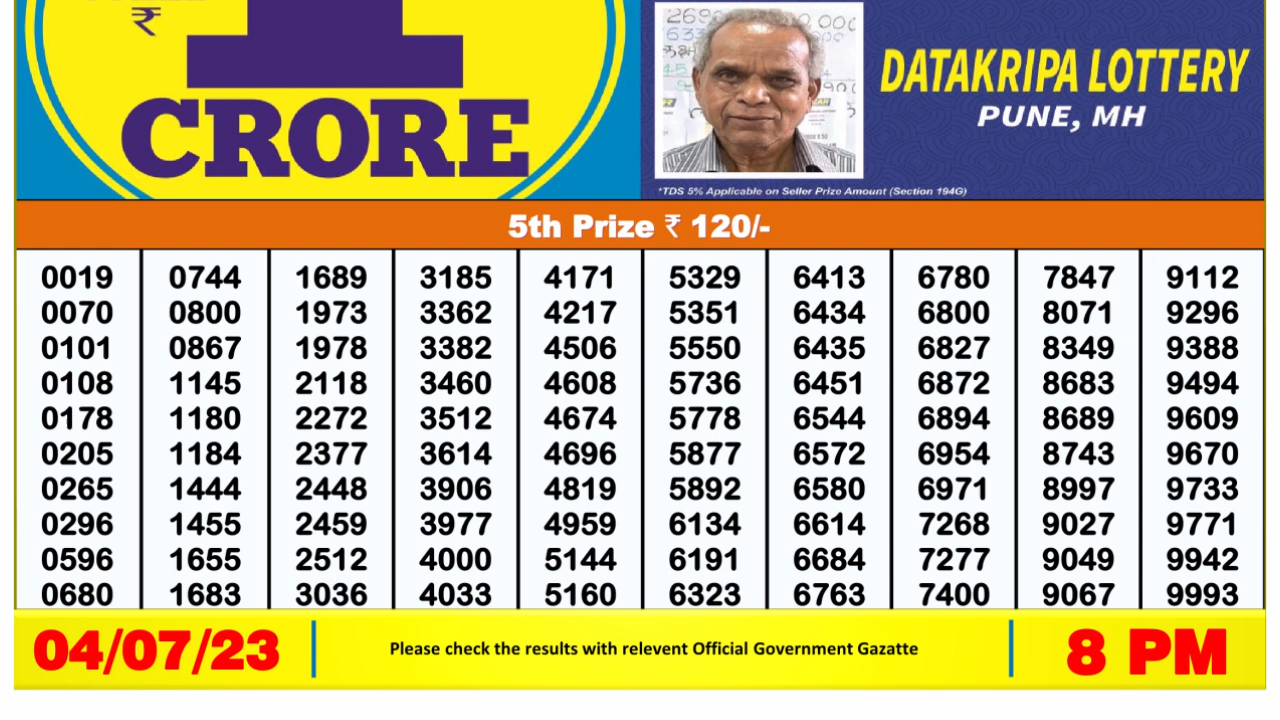 ₹
1
CRORE
DATAKRIPA LOTTERY
PUNE, MH
*TDS 5% Applicable on Seller Prize Amount (Section 194G)
5th Prize ₹ 120/-
0019 0744 1689 3185 4171 5329 6413 6780 7847 9112
0070 0800 1973 3362 4217 5351 6434 6800 8071 9296
0101 0867 1978 3382 4506 5550 6435 6827 8349 9388
0108 1145 2118 3460 4608 5736 6451 6872 8683 9494
0178 1180 2272 3512 4674 5778 6544 6894 8689 9609
0205 1184 2377 3614 4696 5877 6572 6954 8743 9670
0265 1444 2448 3906 4819 5892 6580 6971 8997 9733
0296 1455 2459 3977 4959 6134 6614 7268 9027 9771
0596 1655 2512 4000 5144 6191 6684 7277 9049 9942
0680 1683 3036 4033 5160 6323 6763 7400 9067 9993
04/07/23
Please check the results with relevent Official Government Gazatte
8 PM